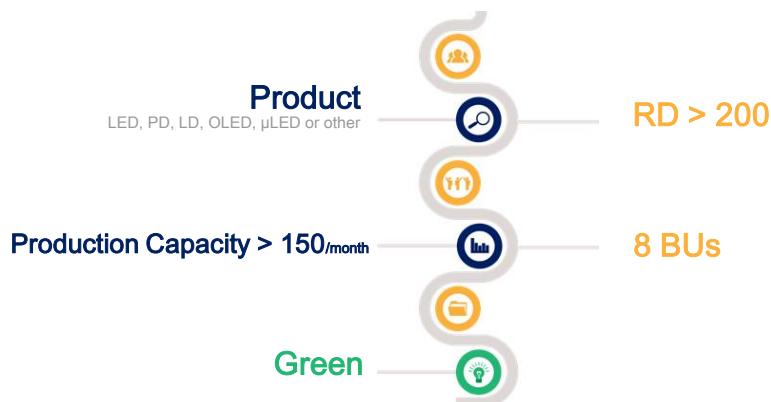 Product
LED, PD, LD, OLED, µLED or other
RD > 200
Production Capacity > 150/month
8 BUs
Green